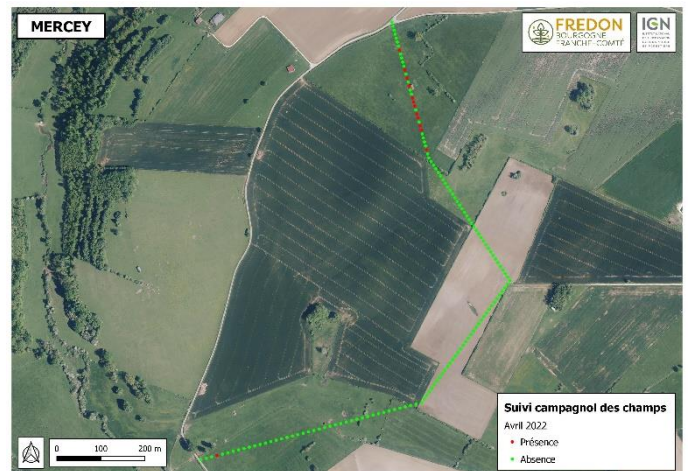 MERCEY
FREDON
BOURGOGNE
FRANCHE-COMTÉ
IGN
Suivi campagnol des champs
Avril 2022
Présence
Absence
0 100 200 m